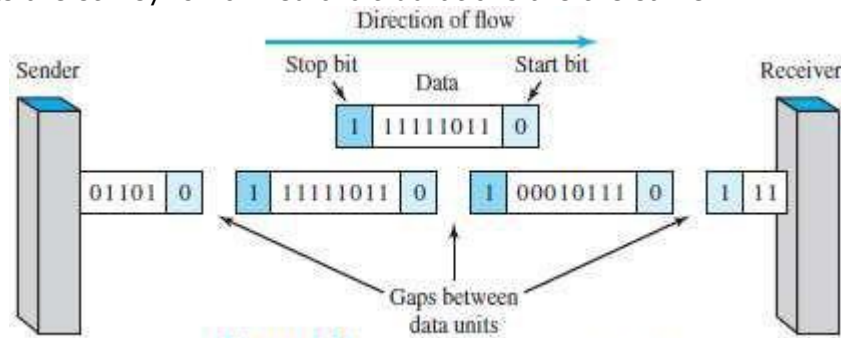 Direction of flow
Sender
Stop bit
Data
Start bit
Receiver
1 11111011 0
01101 0
1 11111011 0
1 00010111 0
1 11
Gaps between
data units